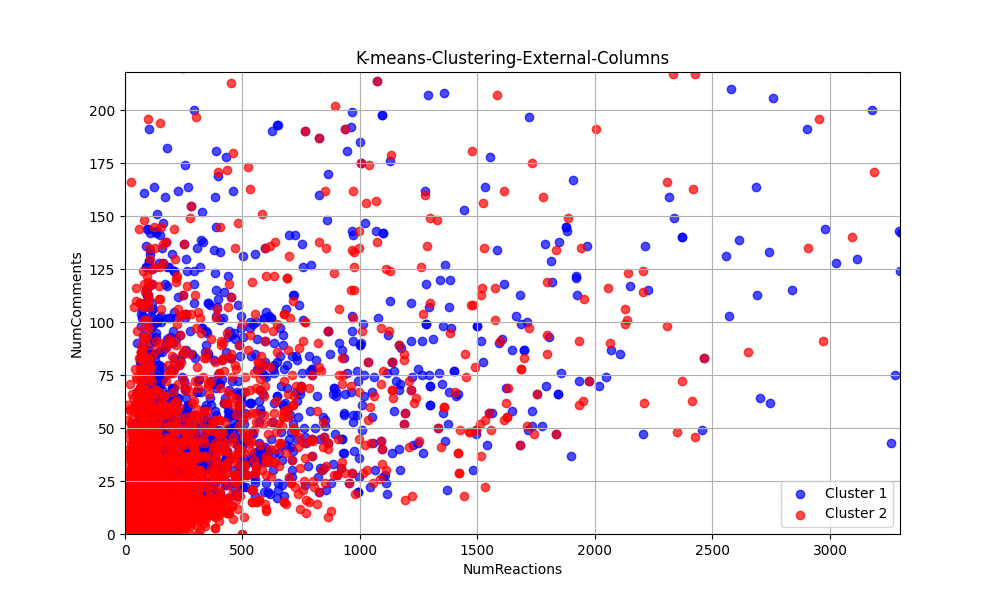 K-means-Clustering-External-Columns
NumComments
200
175
150
125
100
75
50
25
0
0 500 1000 1500 2000 2500 3000
NumReactions
Cluster 1
Cluster 2